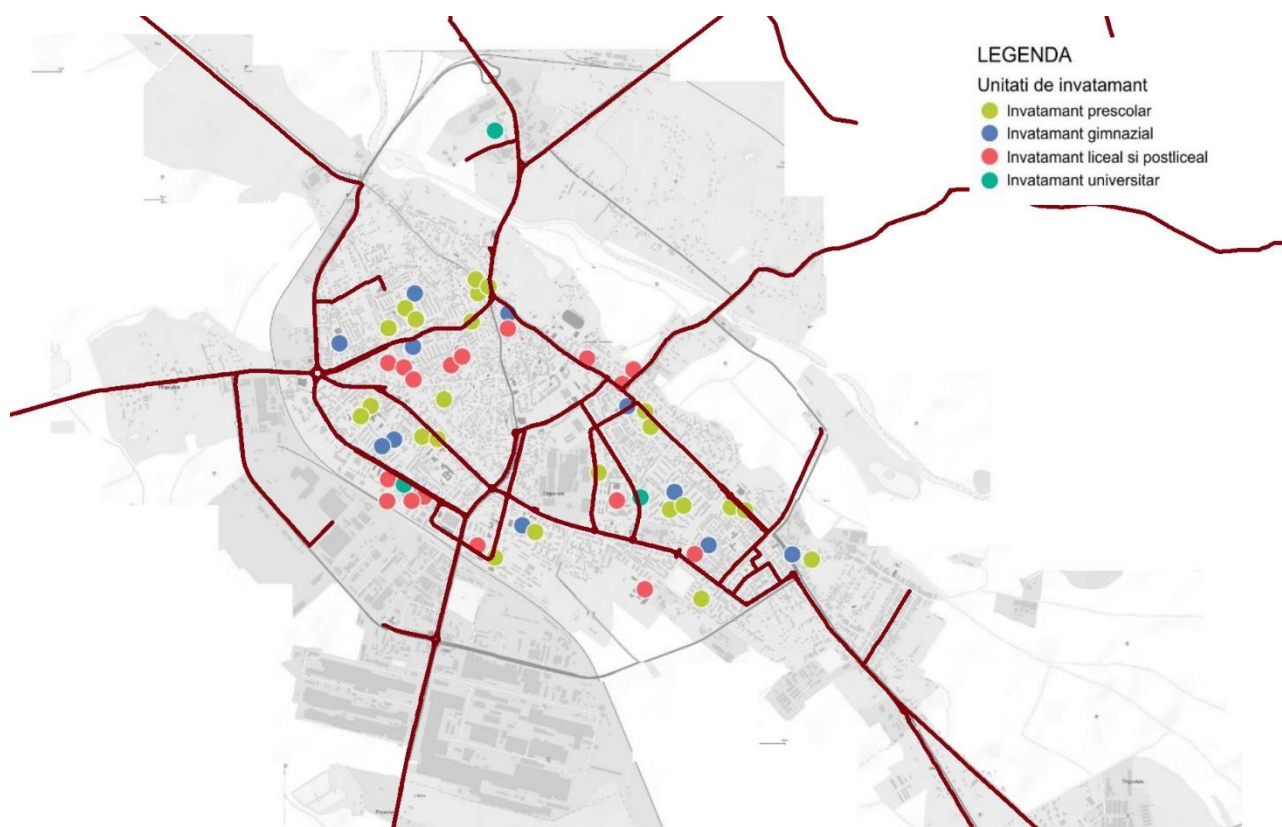 LEGENDA
Unitati de invatamant
Invatamant prescolar
Invatamant gimnazial
Invatamant liceal si postliceal
Invatamant universitar